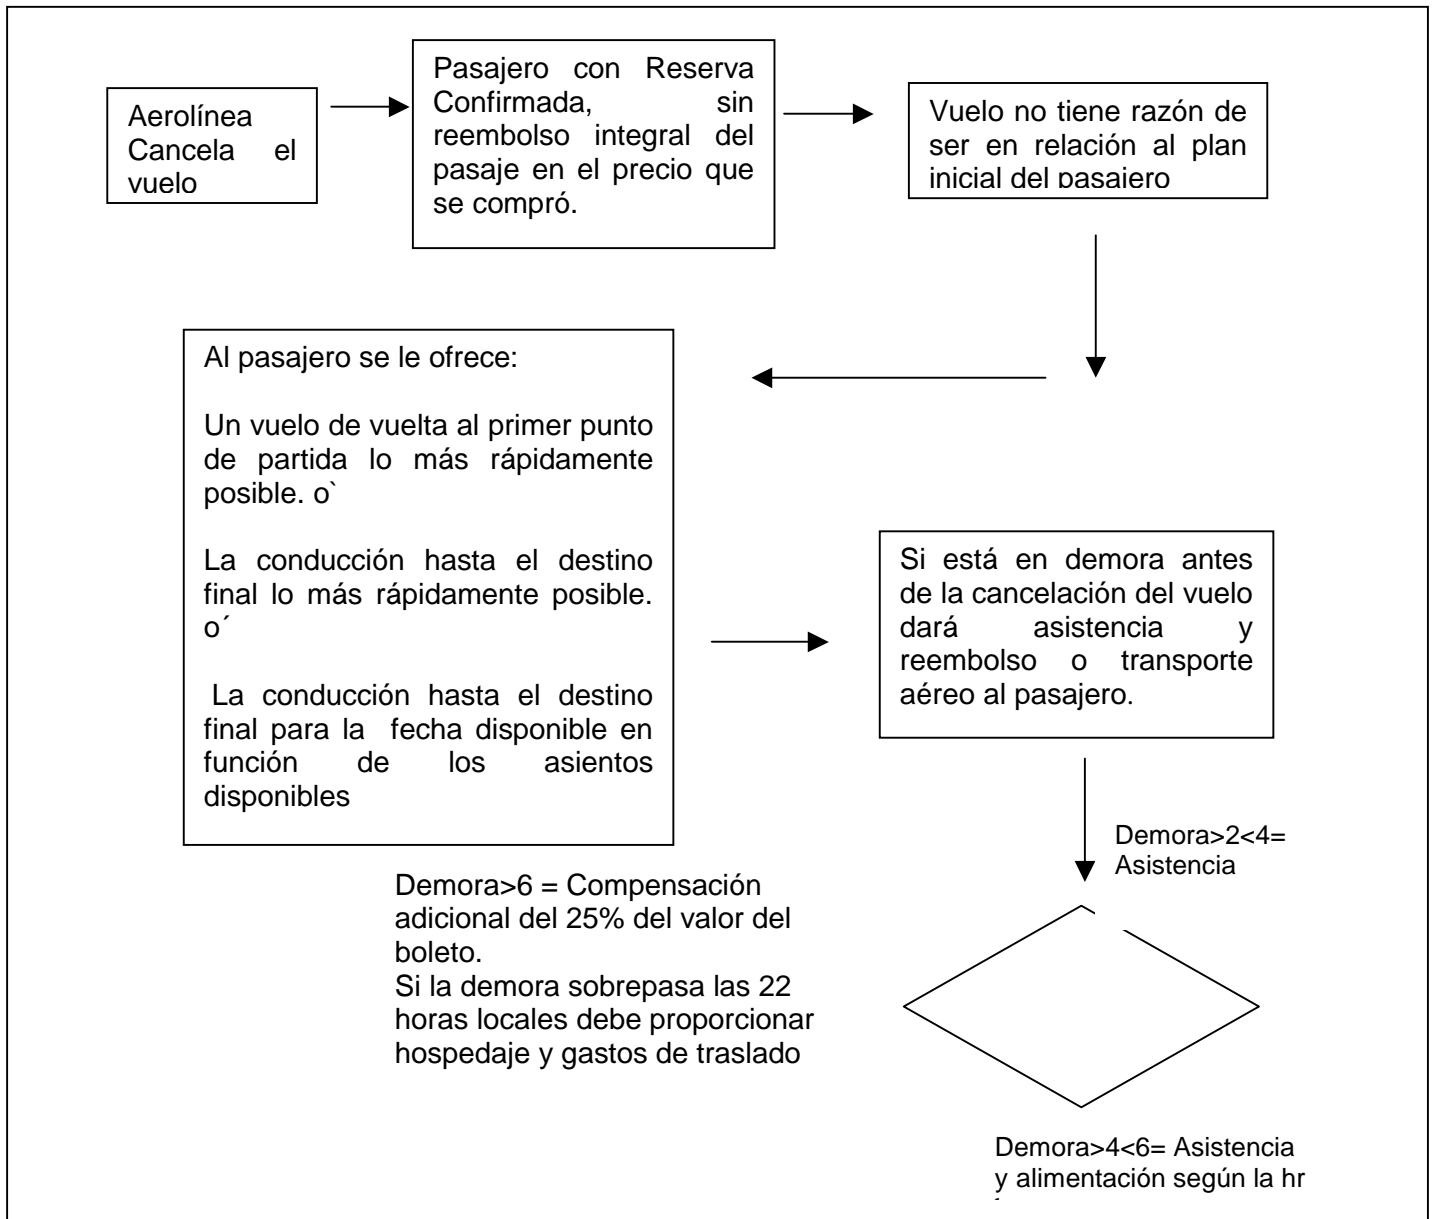 Aerolínea
Cancela el
vuelo
Pasajero con Reserva
Confirmada, sin
reembolso integral del
pasaje en el precio que
se compró.
Vuelo no tiene razón de
ser en relación al plan
inicial del pasajero
Al pasajero se le ofrece:
Un vuelo de vuelta al primer punto
de partida lo más rápidamente
posible. o`
La conducción hasta el destino
final lo más rápidamente posible.
o´
La conducción hasta el destino
final para la fecha disponible en
función de los asientos
disponibles
Si está en demora antes
de la cancelación del vuelo
dará asistencia y
reembolso o transporte
aéreo al pasajero.
Demora>2<4=
Asistencia
Demora>6 = Compensación
adicional del 25% del valor del
boleto.
Si la demora sobrepasa las 22
horas locales debe proporcionar
hospedaje y gastos de traslado
Demora>4<6= Asistencia
y alimentación según la hr